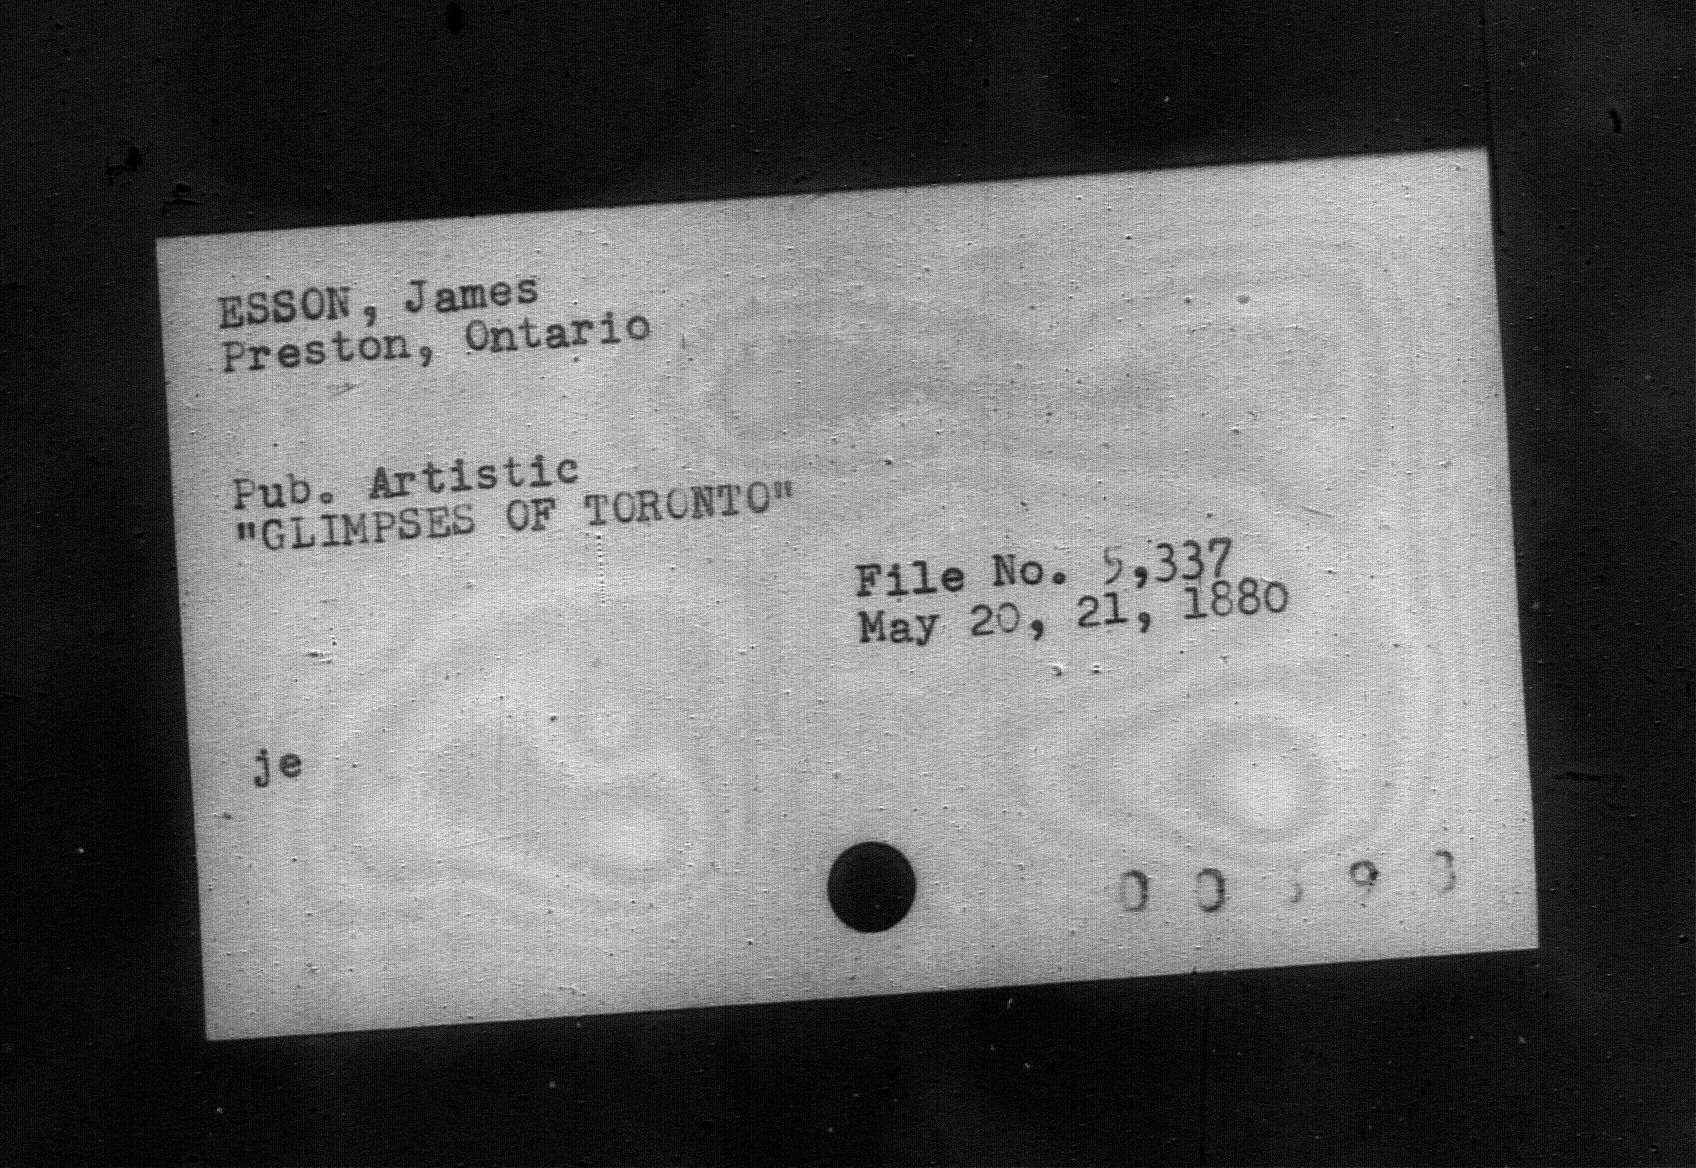 ESSON, James
Preston, Ontario
Pub. Artistic
"GLIMPSES OF TORONTO"
File No. 5,337
May 20, 21, 1880
je